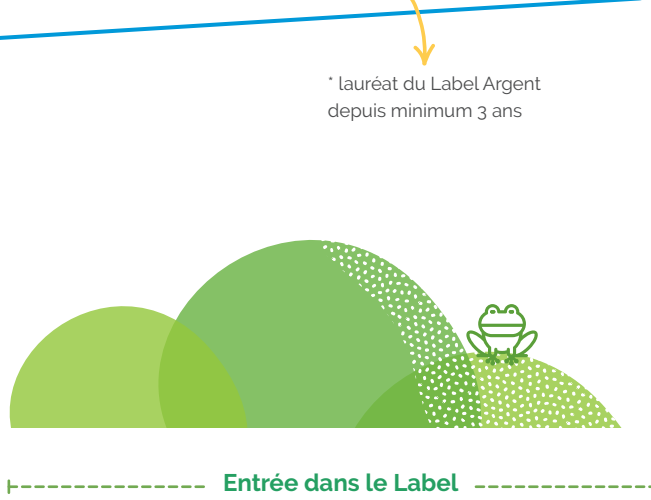 * lauréat du Label Argent
depuis minimum 3 ans
Entrée dans le Label